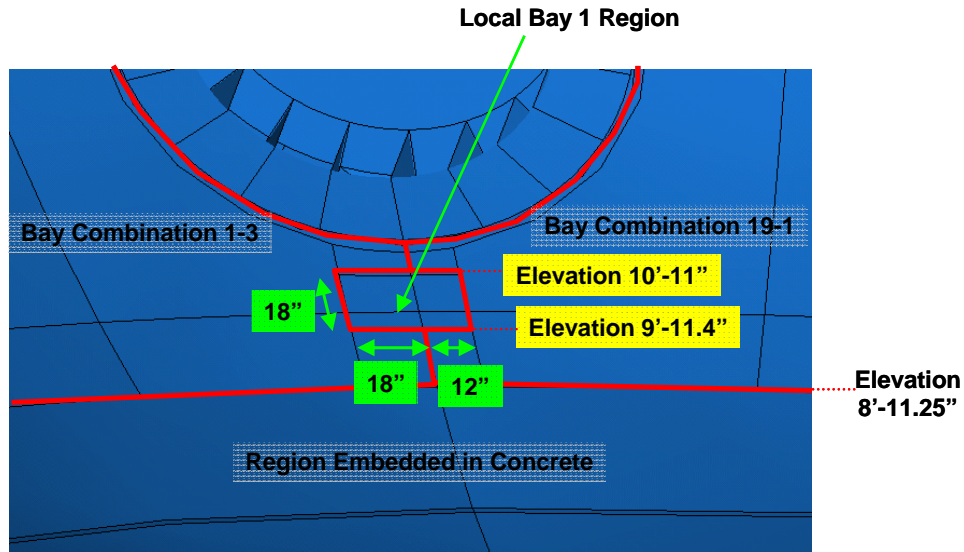 Local Bay 1 Region
Bay Combination 1-3
Bay Combination 19-1
Elevation 10’-11”
18”
Elevation 9’-11.4”
18”
12”
Elevation
8’-11.25”
Region Embedded in Concrete